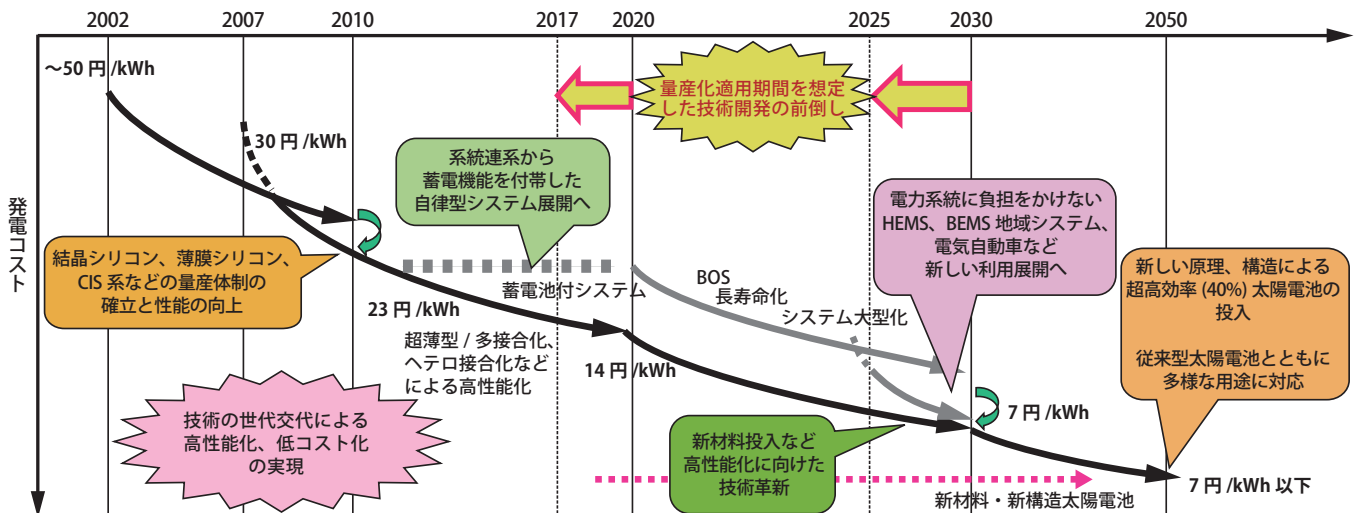 2002
2007
2010
2017
2020
2025
2030
2050
～50 円 /kWh
量産化適用期間を想定
した技術開発の前倒し
30 円 /kWh
系統連系から
蓄電機能を付帯した
自律型システム展開へ
電力系統に負担をかけない
HEMS、BEMS 地域システム、
電気自動車など
新しい利用展開へ
発電コスト
結晶シリコン、薄膜シリコン、
CIS 系などの量産体制の
確立と性能の向上
蓄電池付システム
BOS
長寿命化
システム大型化
新しい原理、構造による
超高効率 (40%) 太陽電池の
投入
従来型太陽電池とともに
多様な用途に対応
23 円 /kWh
超薄型 / 多接合化、
ヘテロ接合化など
による高性能化
14 円 /kWh
7 円 /kWh
技術の世代交代による
高性能化、低コスト化
の実現
新材料投入など
高性能化に向けた
技術革新
新材料・新構造太陽電池
7 円 /kWh 以下